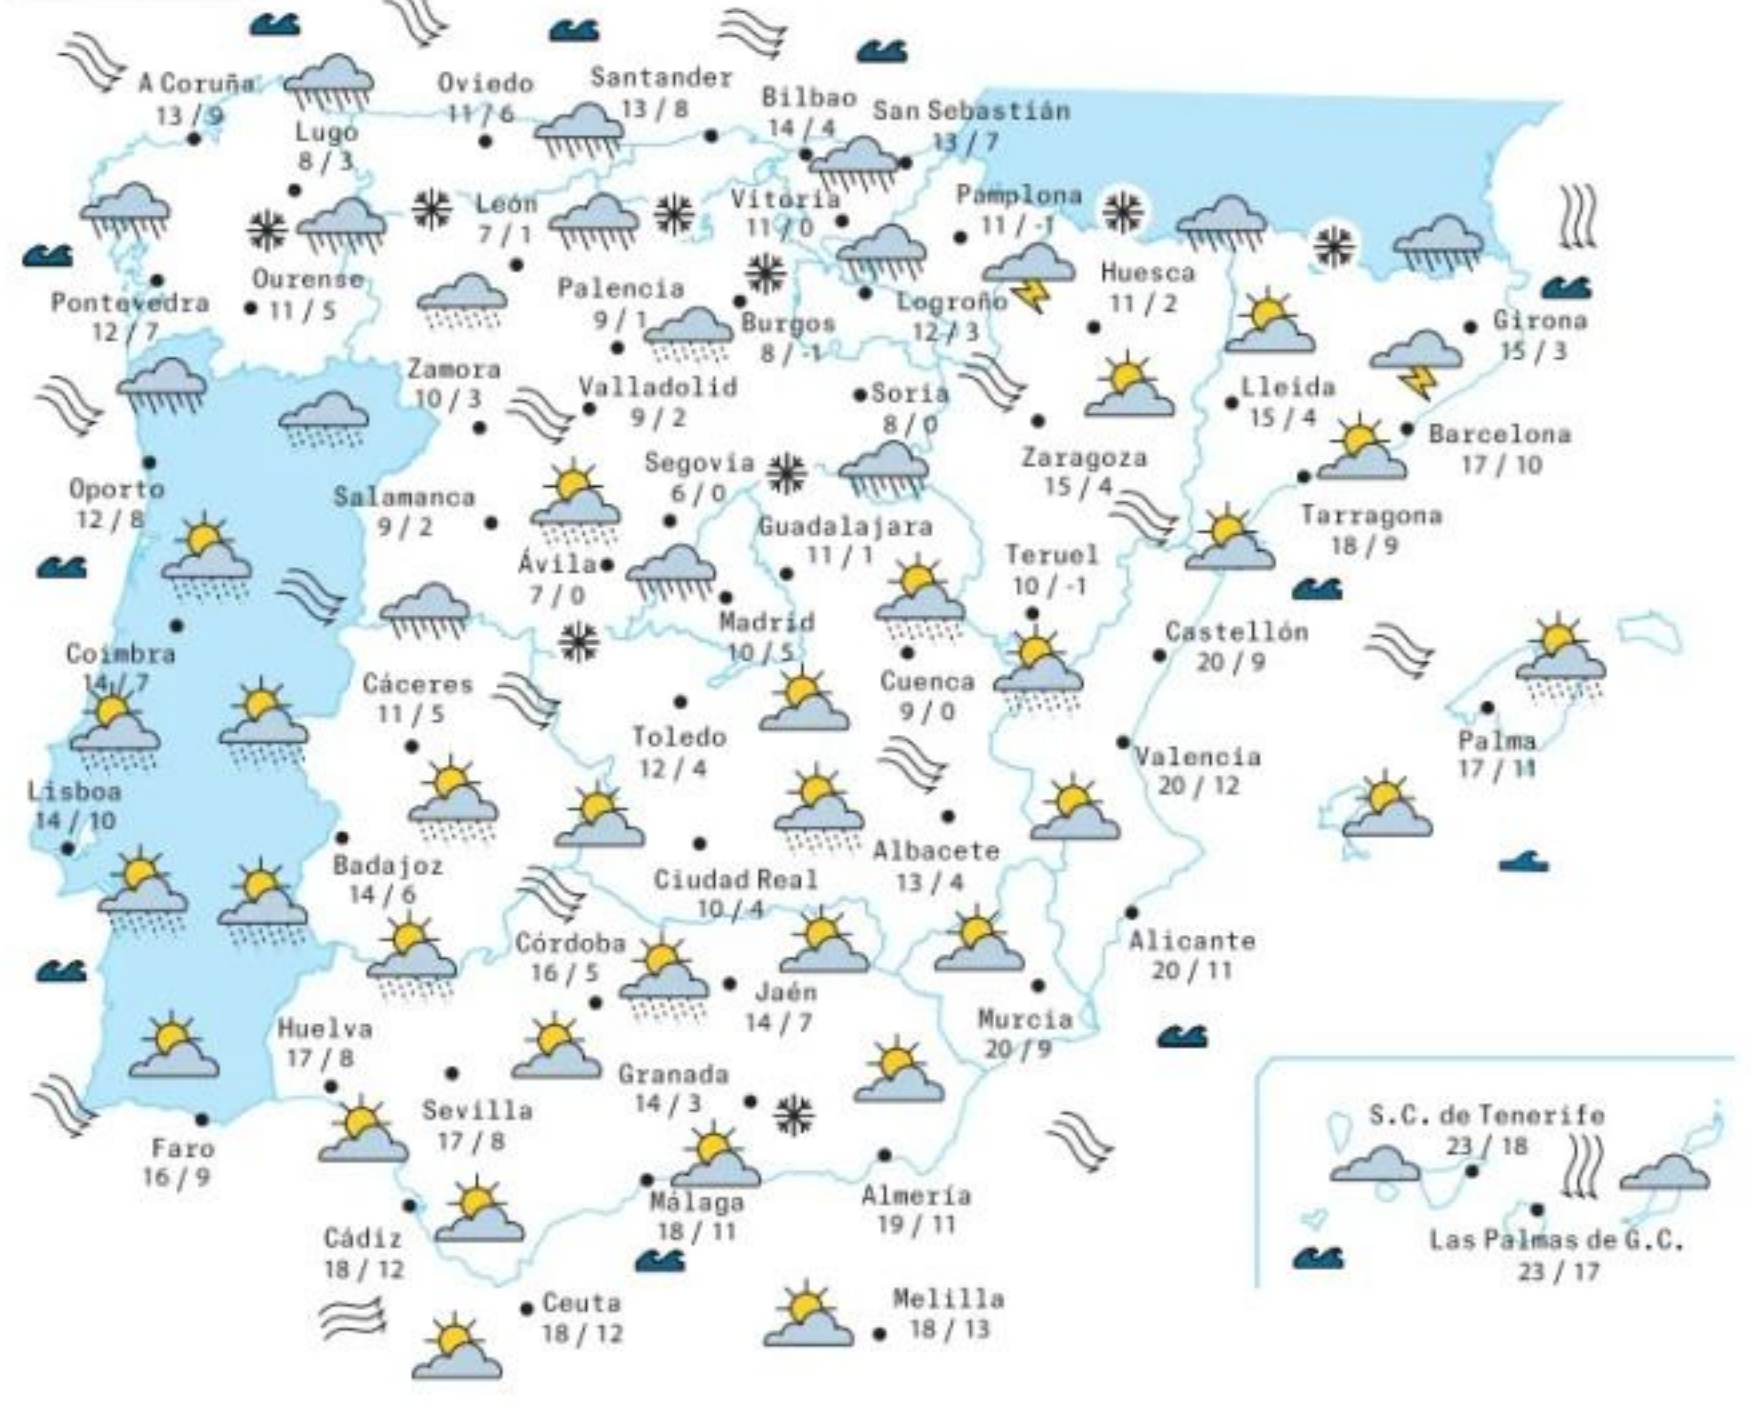 A Coruña
13 / 9
Lugo
8 / 3
Oviedo
11 / 6
Santander
13 / 8
Bilbao
14 / 4
San Sebastián
13 / 7
Pontevedra
12 / 7
Ourense
11 / 5
León
7 / 1
Palencia
9 / 1
Burgos
8 / -1
Vitoria
11 / 0
Logroño
12 / 3
Pamplona
11 / -1
Huesca
11 / 2
Girona
15 / 3
Zamora
10 / 3
Valladolid
9 / 2
Soria
8 / 0
Zaragoza
15 / 4
Lleida
15 / 4
Barcelona
17 / 10
Tarragona
18 / 9
Oporto
12 / 8
Salamanca
9 / 2
Segovia
6 / 0
Ávila
7 / 0
Guadalajara
11 / 1
Madrid
10 / 5
Teruel
10 / -1
Castellón
20 / 9
Coimbra
14 / 7
Cáceres
11 / 5
Toledo
12 / 4
Cuenca
9 / 0
Valencia
20 / 12
Palma
17 / 11
Lisboa
14 / 10
Badajoz
14 / 6
Ciudad Real
10 / 4
Albacete
13 / 4
Alicante
20 / 11
Córdoba
16 / 5
Jaén
14 / 7
Murcia
20 / 9
Huelva
17 / 8
Sevilla
17 / 8
Granada
14 / 3
Faro
16 / 9
Cádiz
18 / 12
Málaga
18 / 11
Almería
19 / 11
Ceuta
18 / 12
Melilla
18 / 13
S.C. de Tenerife
23 / 18
Las Palmas de G.C.
23 / 17